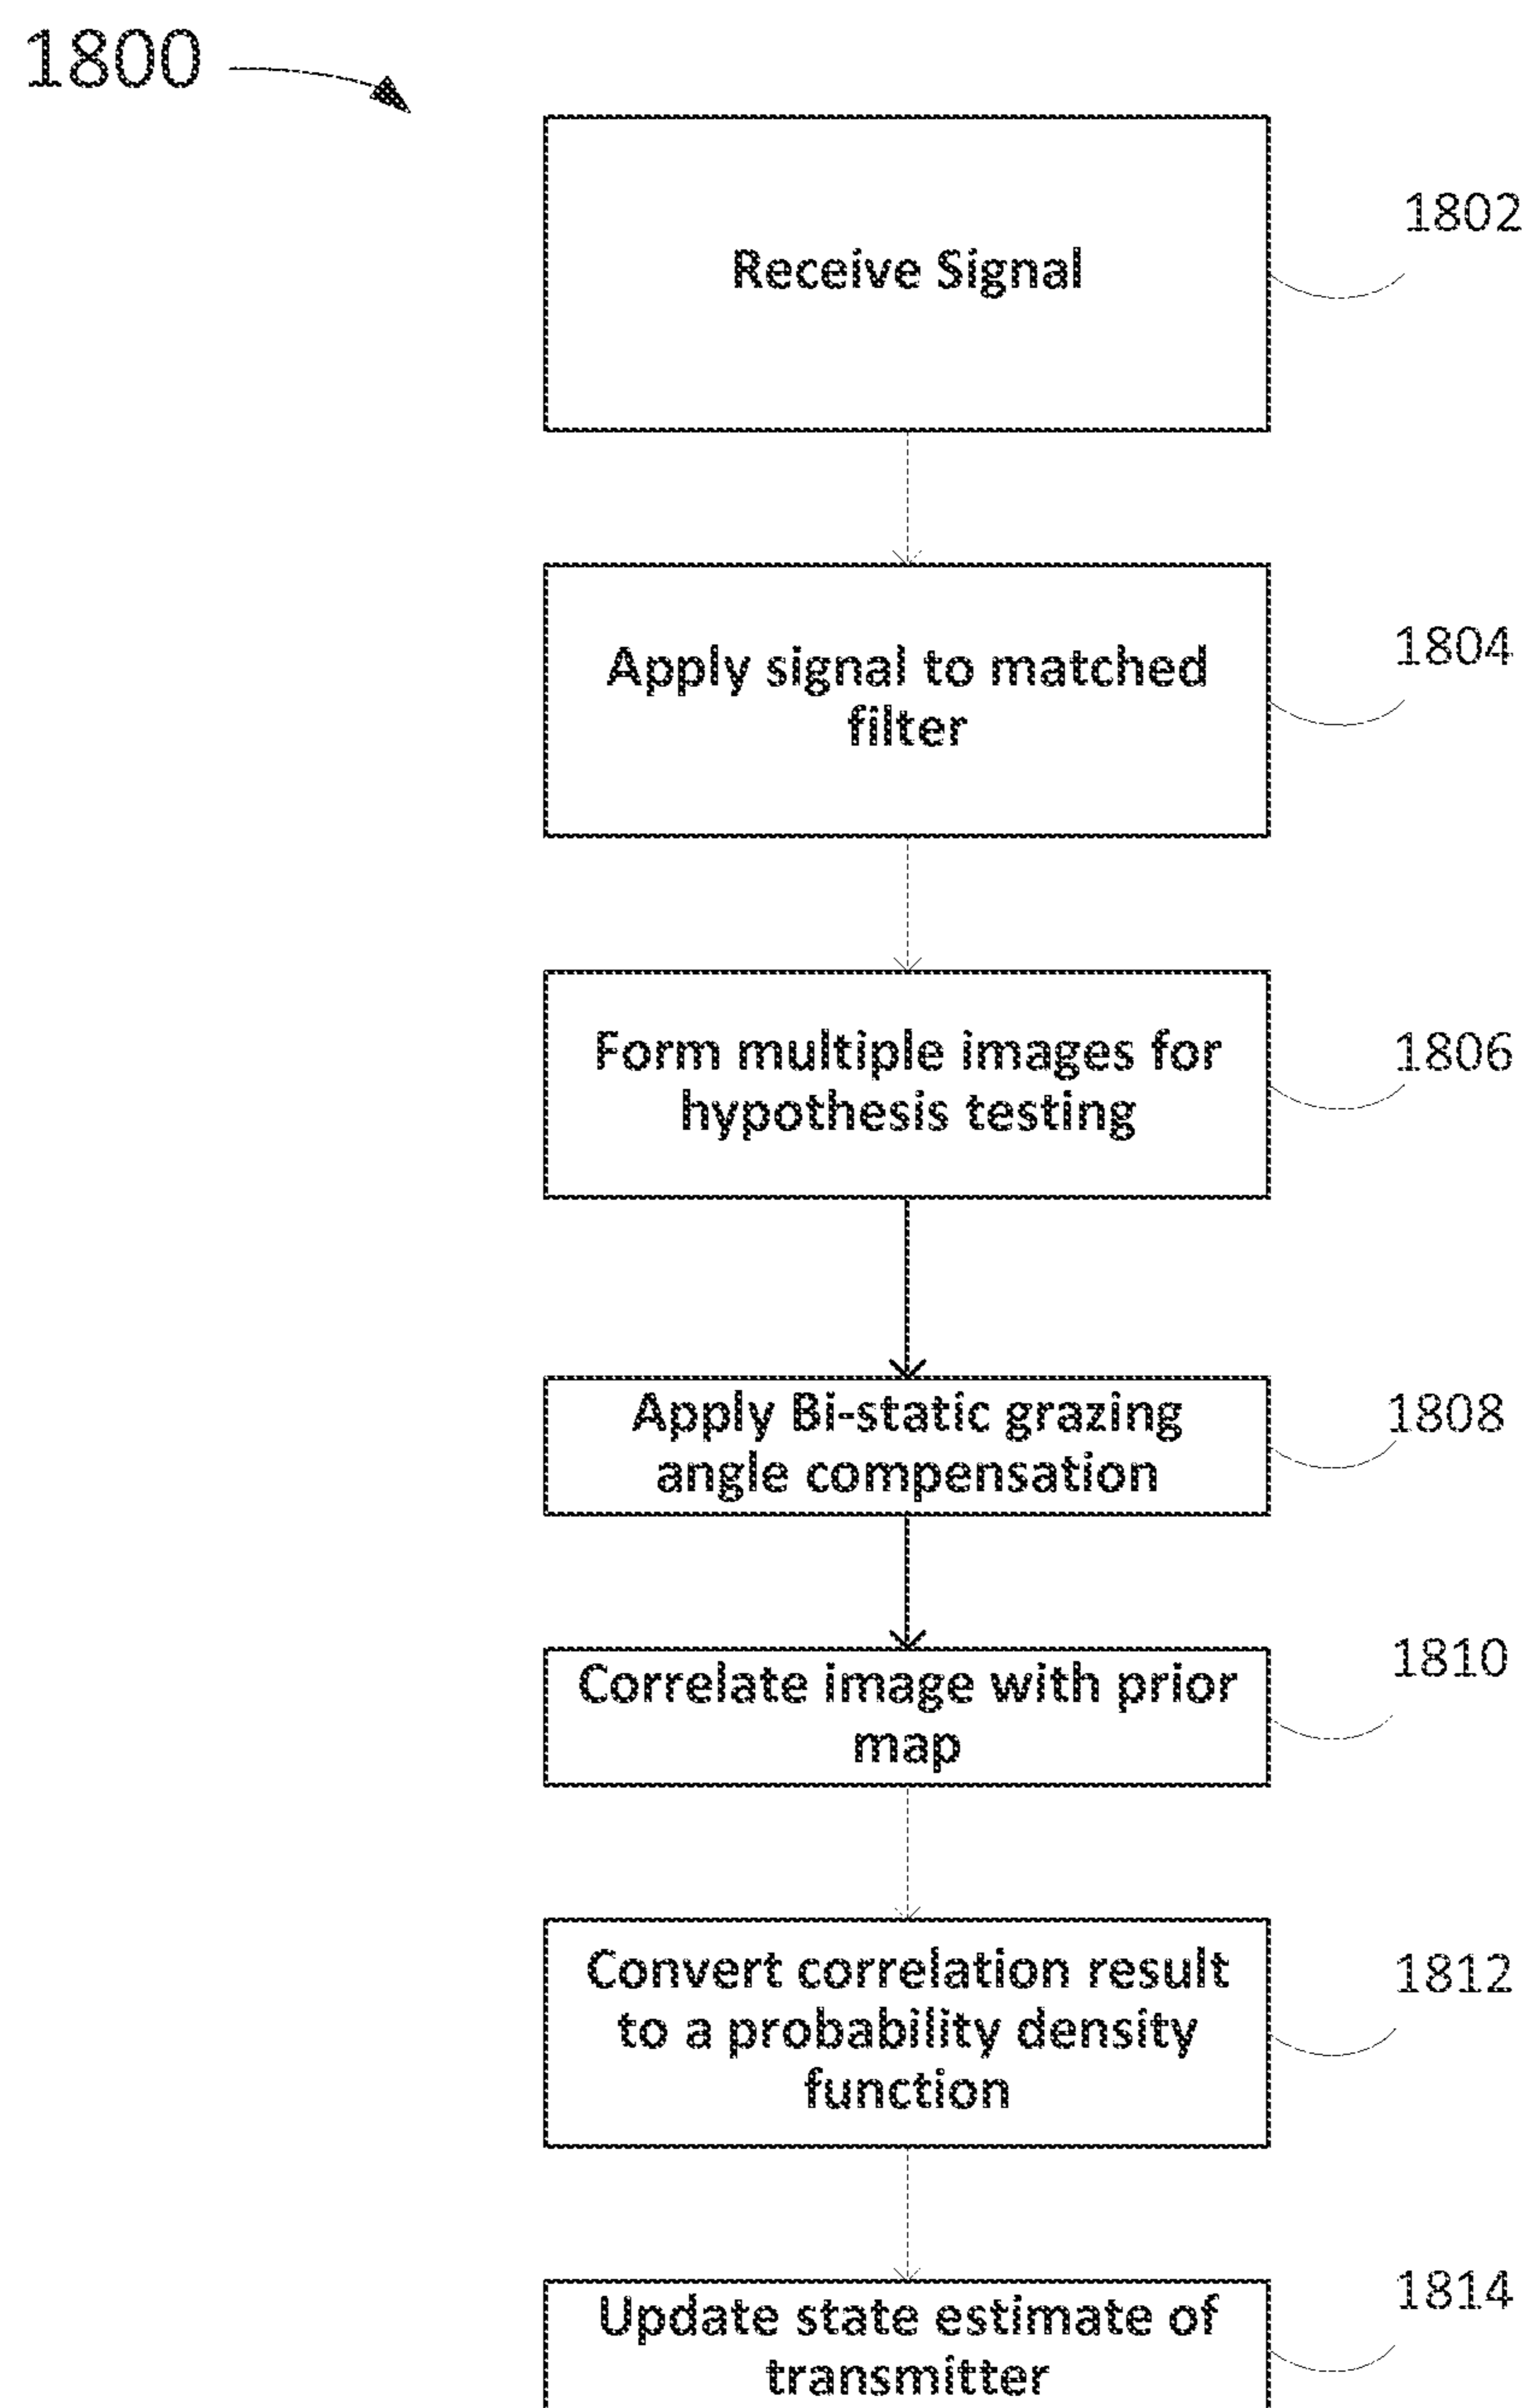 1800
Receive Signal
1802
Apply signal to matched
filter
1804
Form multiple images for
hypothesis testing
1806
Apply Bi-static grazing
angle compensation
1808
Correlate image with prior
map
1810
Convert correlation result
to a probability density
function
1812
Update state estimate of
transmitter
1814